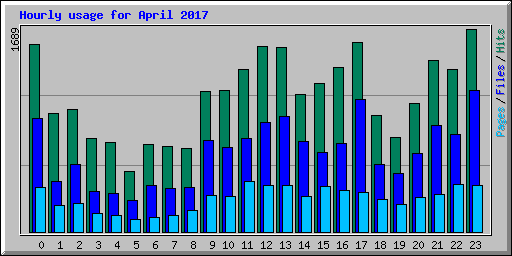 Hourly usage for April 2017
1689
Pages/Files/Hits
0 1 2 3 4 5 6 7 8 9 10 11 12 13 14 15 16 17 18 19 20 21 22 23